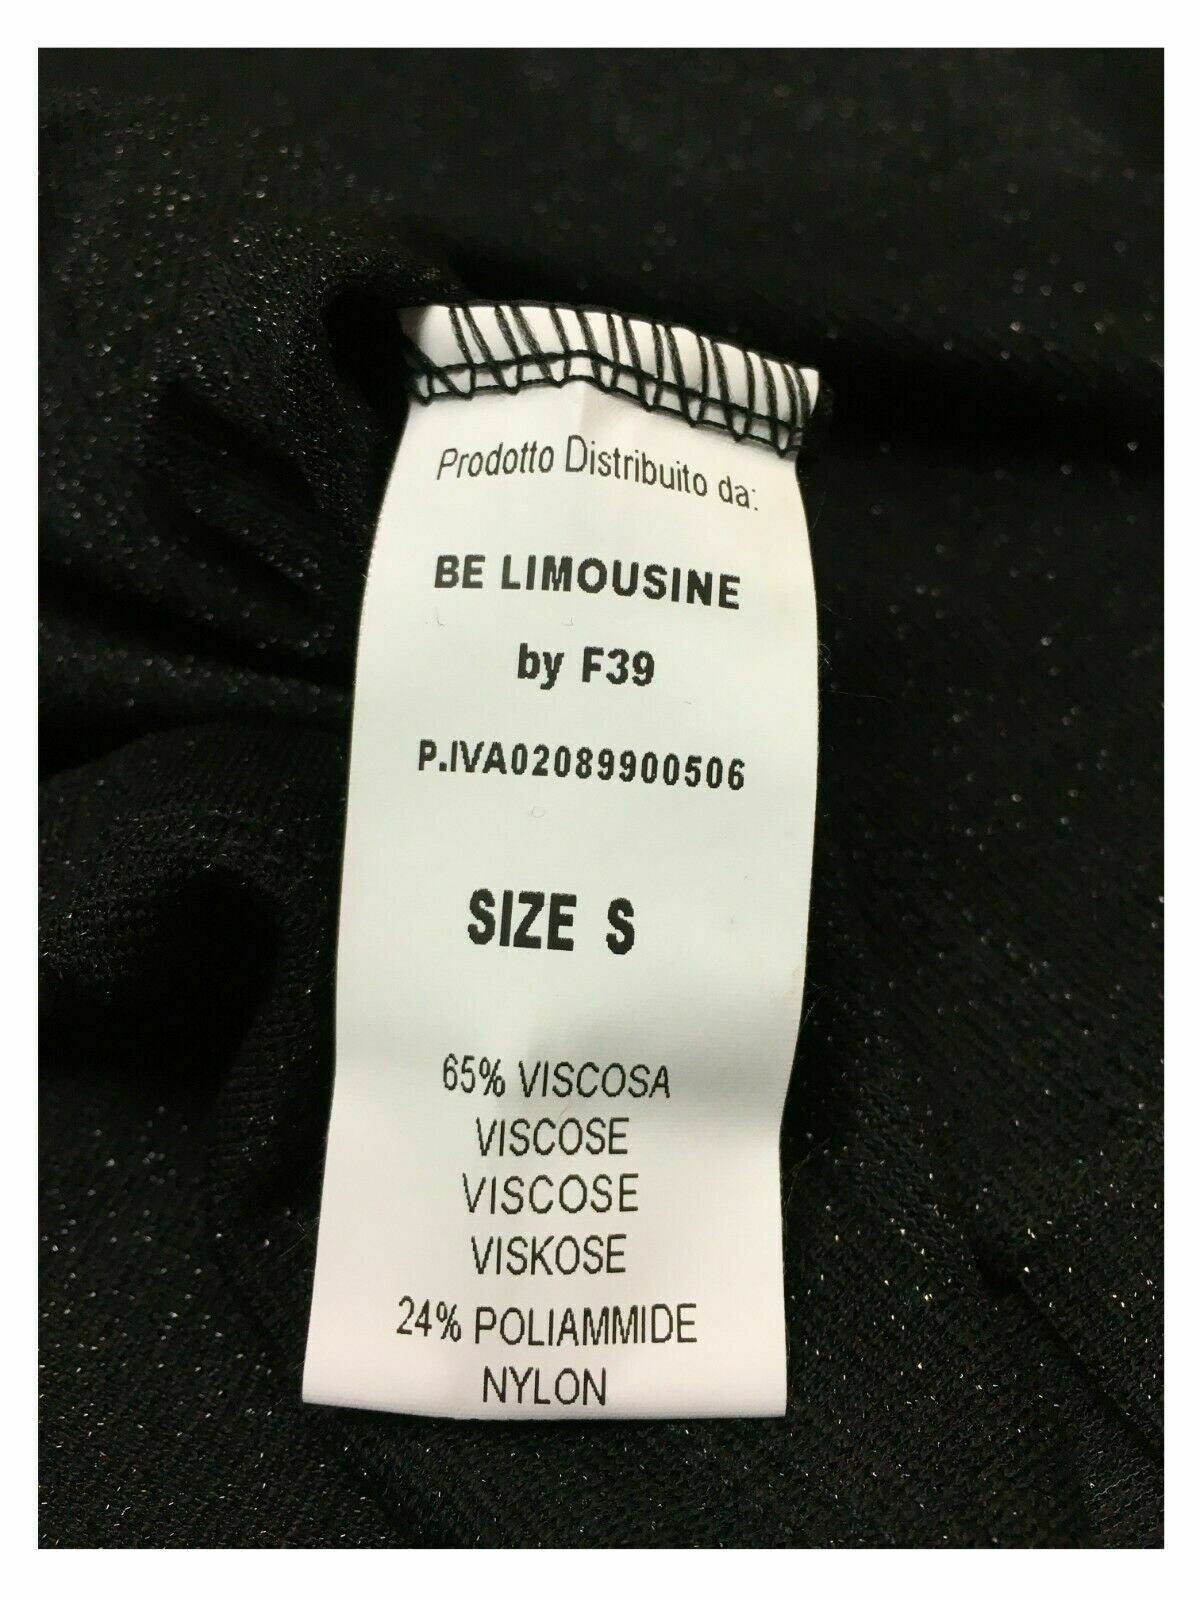 Prodotto Distribuito da:
BE LIMOUSINE
by F39
P.IVA02089900506
SIZE S
65% VISCOSA
VISCOSE
VISCOSE
VISKOSE
24% POLIAMMIDE
NYLON